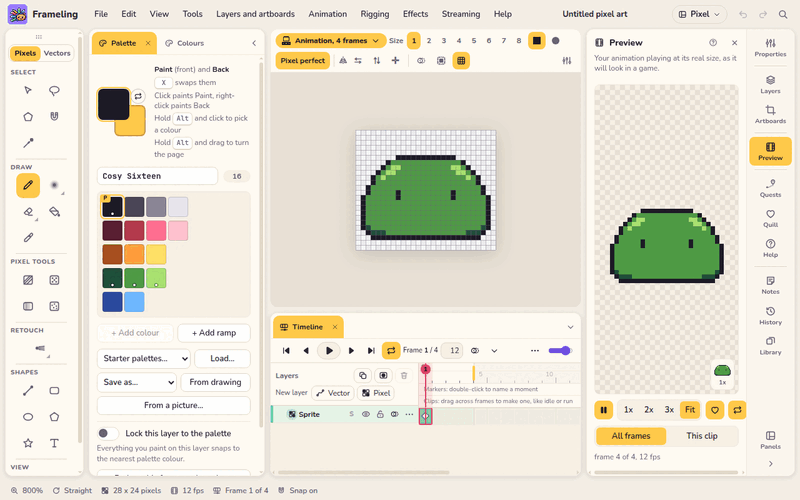 Frameling
File Edit View Tools Layers and artboards Animation Rigging Effects Streaming Help
Untitled pixel art
Pixel
Pixels Vectors
SELECT
DRAW
PIXEL TOOLS
RETOUCH
SHAPES
VIEW
Palette
Colours
Paint (front) and Back
X swaps them
Click paints Paint, right-
click paints Back
Hold Alt and click to pick
a colour
Hold Alt and drag to turn
the page
Cosy Sixteen 16
P
+ Add colour + Add ramp
Starter palettes... Load...
Save as... From drawing
From a picture...
Lock this layer to the palette
Everything you paint on this layer snaps to
the nearest palette colour.
Animation, 4 frames Size 1 2 3 4 5 6 7 8
Pixel perfect
Timeline
Frame 1 / 4 12
Layers
1 5 10
New layer Vector Pixel
Markers: double-click to name a moment
Clips: drag across frames to make one, like idle or run
Sprite S
Preview
Your animation playing at its real size, as it
will look in a game.
1x
1x 2x 3x Fit
All frames This clip
frame 4 of 4, 12 fps
Properties
Layers
Artboards
Preview
Quests
Quill
Help
Notes
History
Library
Panels
800% Straight 28 x 24 pixels 12 fps Frame 1 of 4 Snap on